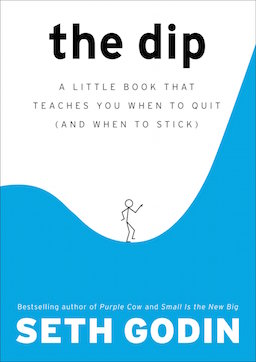 the dip
A LITTLE BOOK THAT
TEACHES YOU WHEN TO QUIT
(AND WHEN TO STICK)
Bestselling author of Purple Cow and Small Is the New Big
SETH GODIN